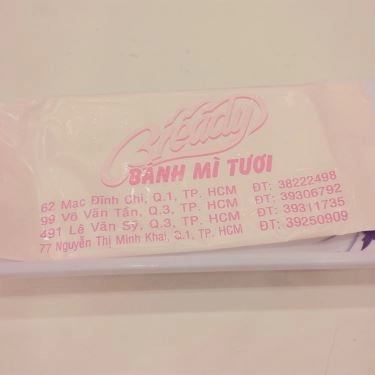 BÁNH MÌ TƯƠI
62 Mạc Đĩnh Chi, Q.1, TP. HCM ĐT: 38222498
99 Võ Văn Tần, Q.3, TP. HCM ĐT: 39306792
491 Lê Văn Sỹ, Q.3, TP. HCM ĐT: 39311735
77 Nguyễn Thị Minh Khai, Q.1, TP. HCM ĐT: 39250909